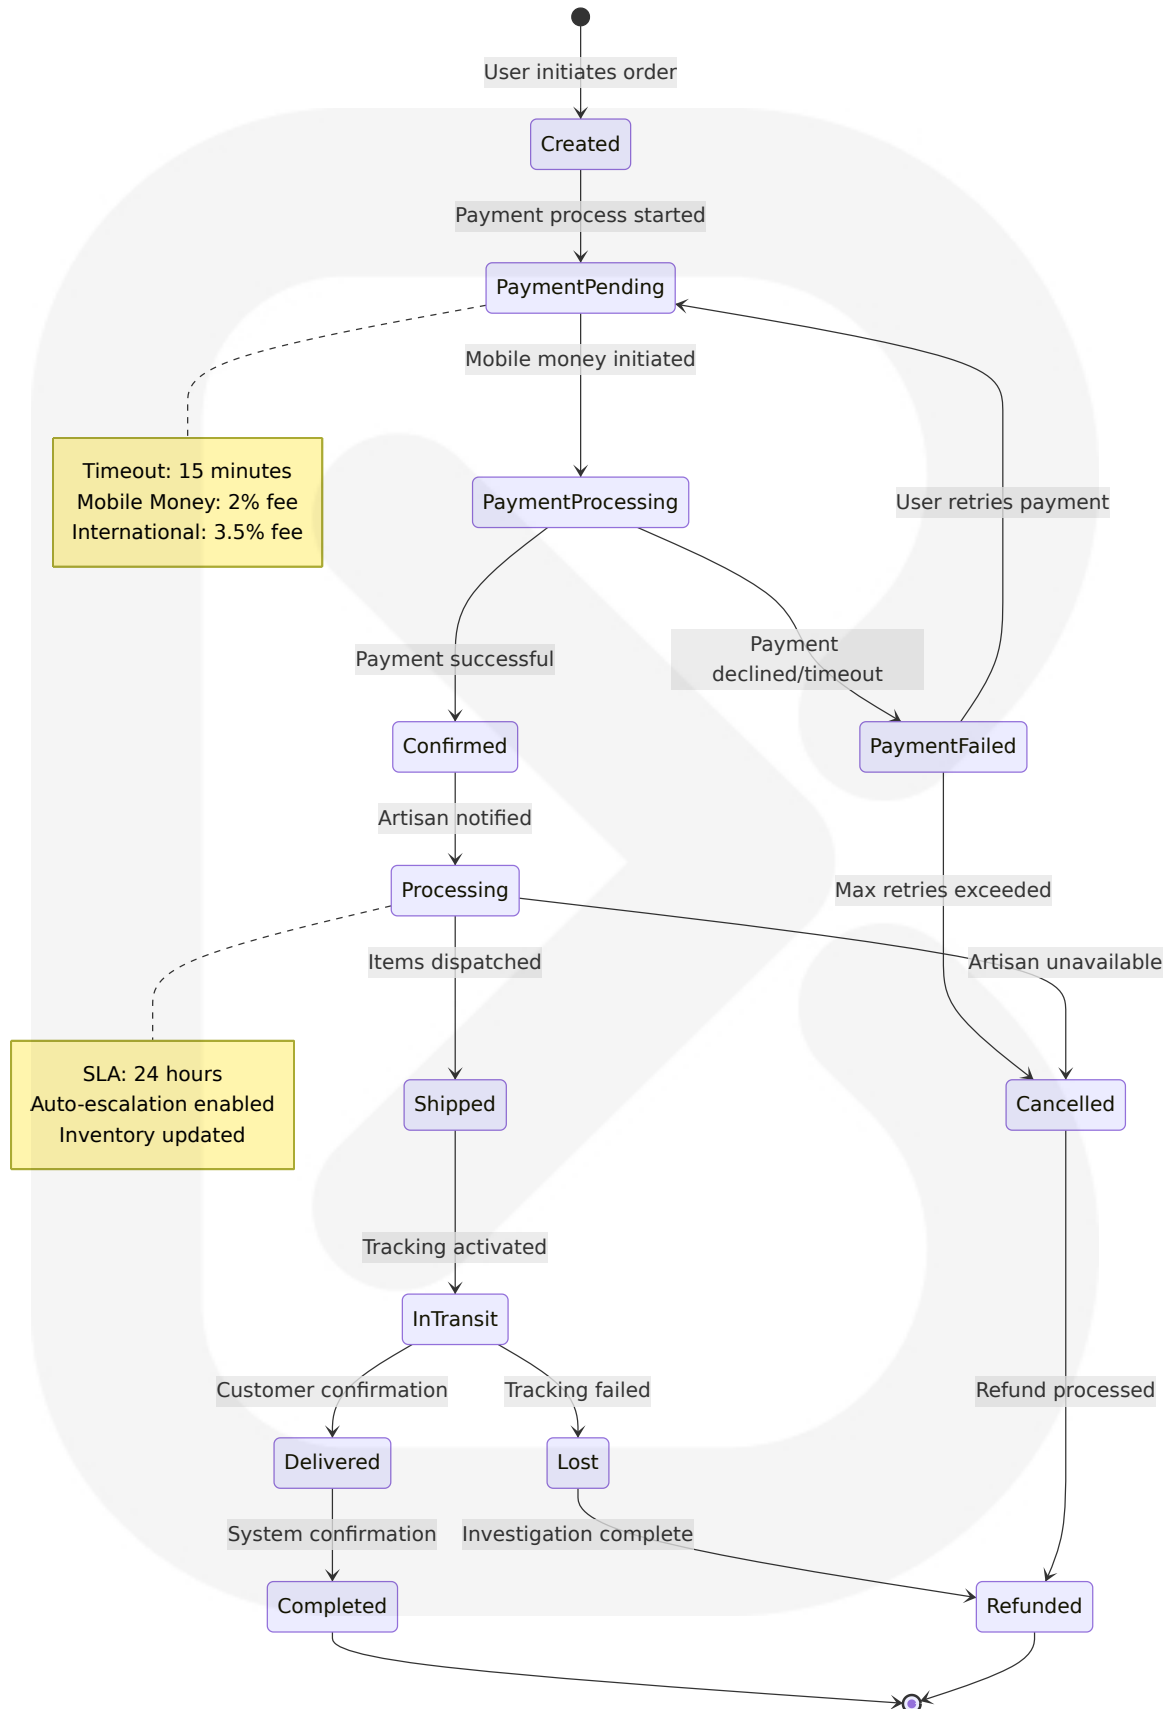 User initiates order
Created
Payment process started
PaymentPending
Mobile money initiated
Timeout: 15 minutes
Mobile Money: 2% fee
International: 3.5% fee
PaymentProcessing
User retries payment
Payment successful
Payment
declined/timeout
Confirmed
PaymentFailed
Artisan notified
Processing
Max retries exceeded
Items dispatched
Artisan unavailable
SLA: 24 hours
Auto-escalation enabled
Inventory updated
Shipped
Cancelled
Tracking activated
InTransit
Customer confirmation
Tracking failed
Refund processed
Delivered
Lost
System confirmation
Investigation complete
Completed
Refunded